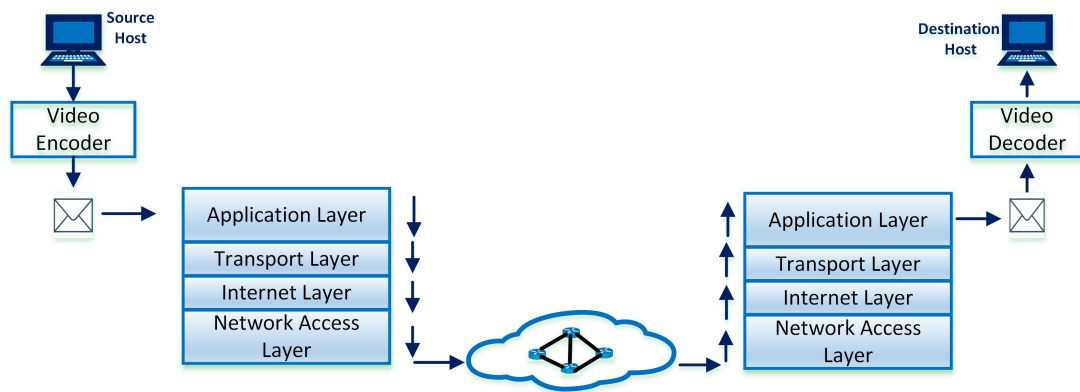 Source
Host
Video
Encoder
Application Layer
Transport Layer
Internet Layer
Network Access
Layer
Destination
Host
Video
Decoder
Application Layer
Transport Layer
Internet Layer
Network Access
Layer